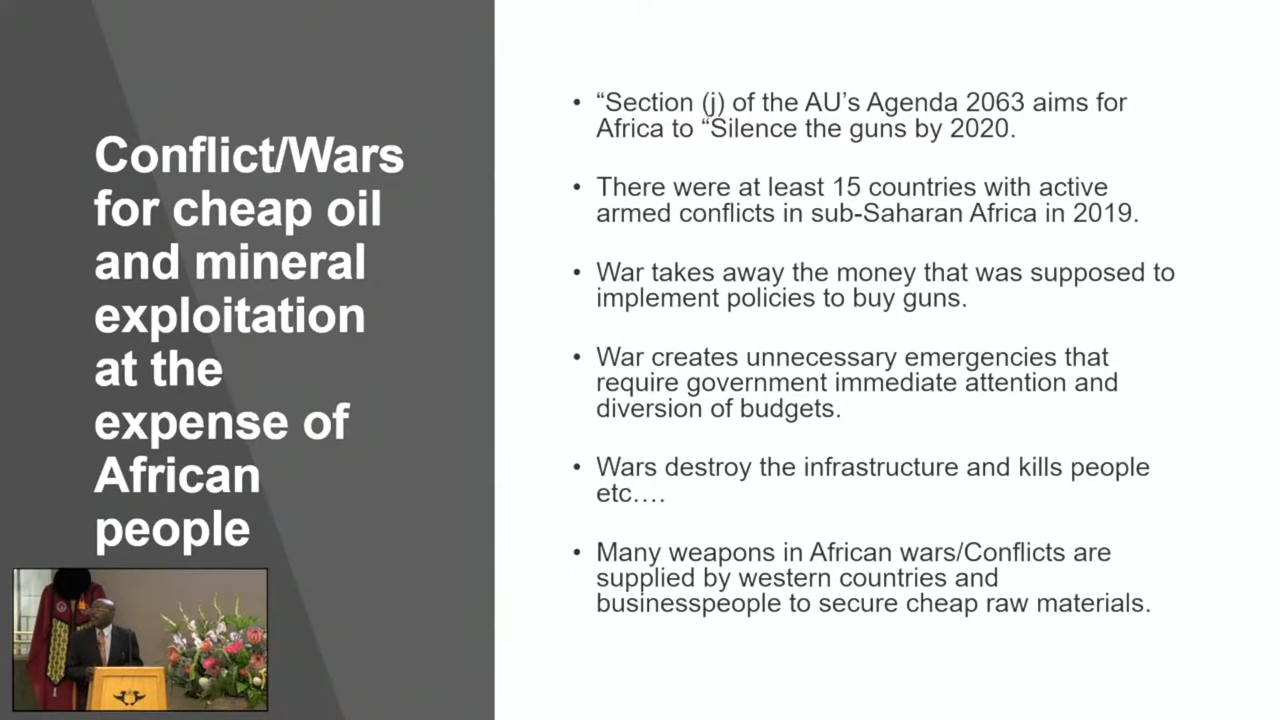 Conflict/Wars
for cheap oil
and mineral
exploitation
at the
expense of
African
people
• “Section (j) of the AU’s Agenda 2063 aims for
Africa to “Silence the guns by 2020.
• There were at least 15 countries with active
armed conflicts in sub-Saharan Africa in 2019.
• War takes away the money that was supposed to
implement policies to buy guns.
• War creates unnecessary emergencies that
require government immediate attention and
diversion of budgets.
• Wars destroy the infrastructure and kills people
etc….
• Many weapons in African wars/Conflicts are
supplied by western countries and
businesspeople to secure cheap raw materials.